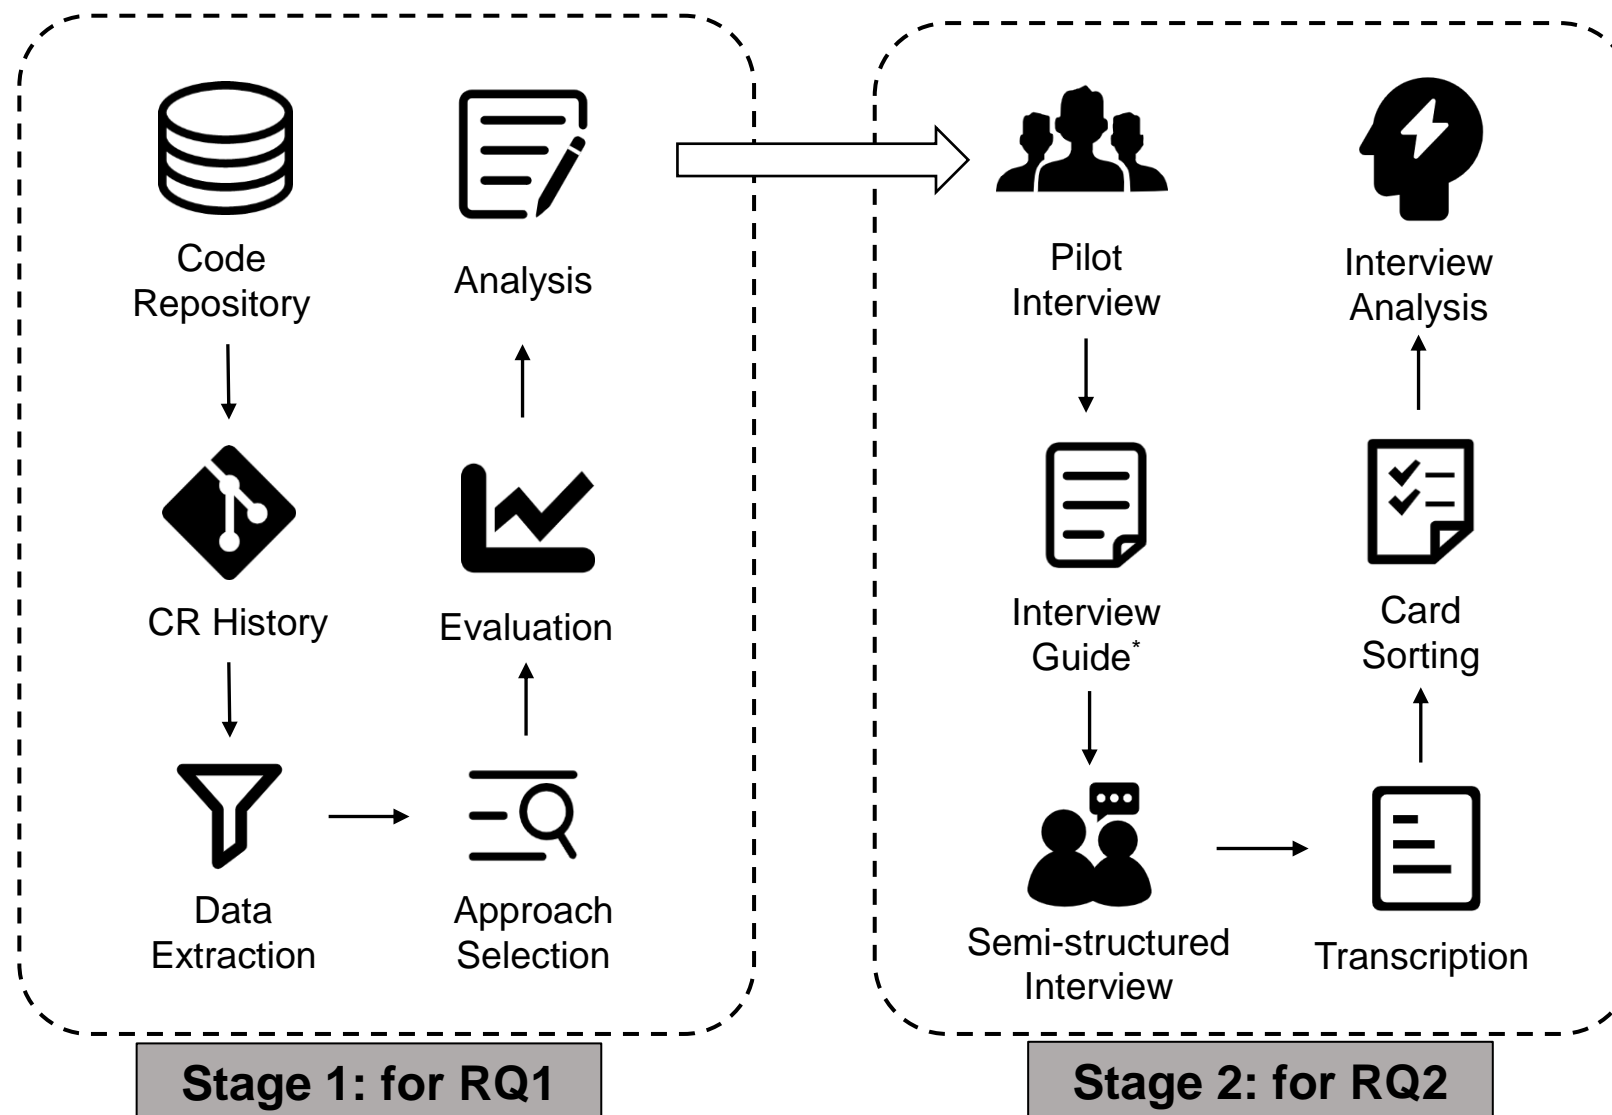 Code
Repository
CR History
Data
Extraction
Approach
Selection
Evaluation
Analysis
Stage 1: for RQ1
Pilot
Interview
Interview
Guide*
Semi-structured
Interview
Transcription
Card
Sorting
Interview
Analysis
Stage 2: for RQ2